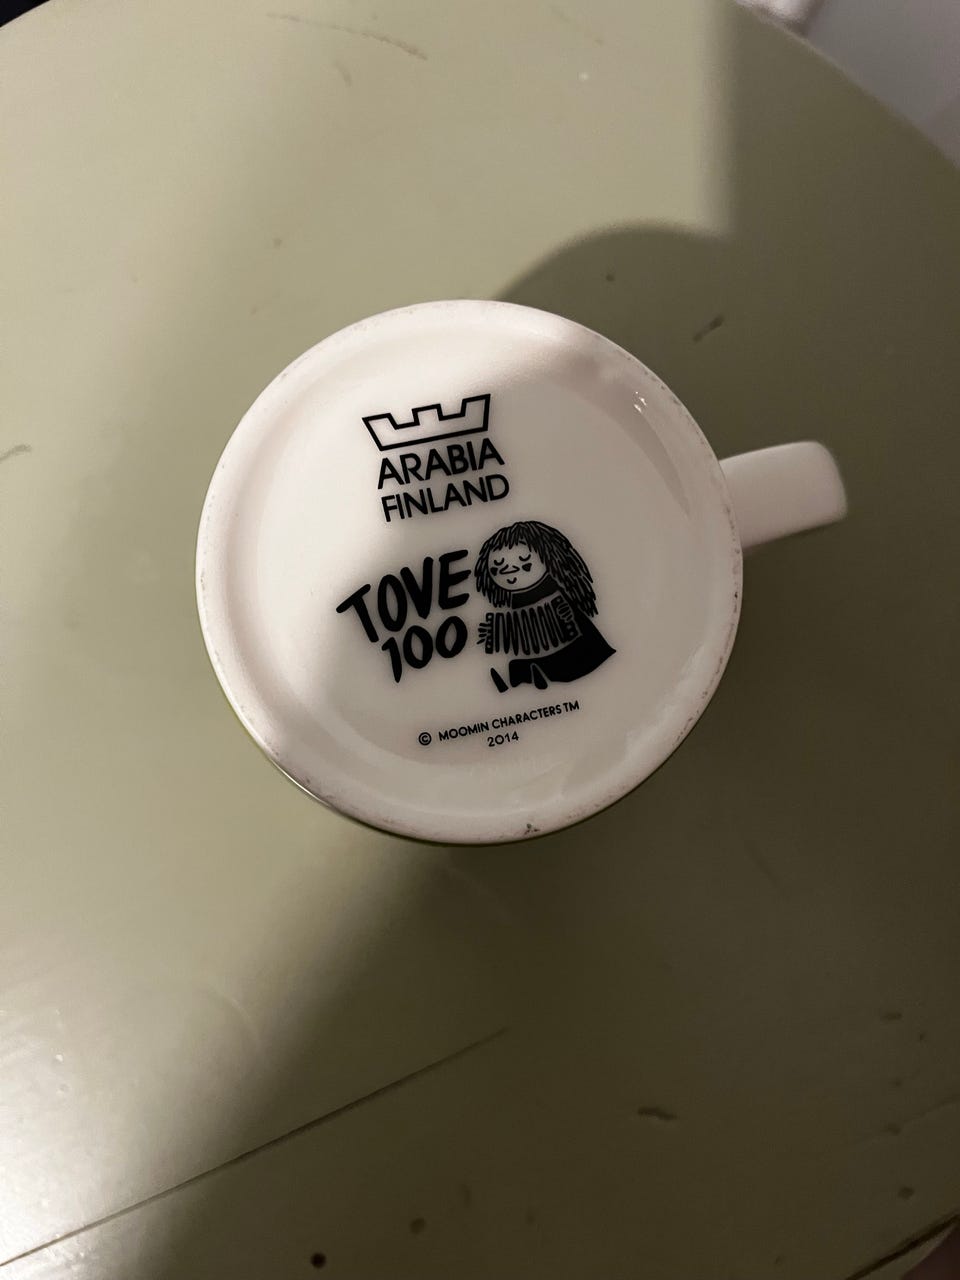 ARABIA
FINLAND
TOVE
100
© MOOMIN CHARACTERS TM
2014